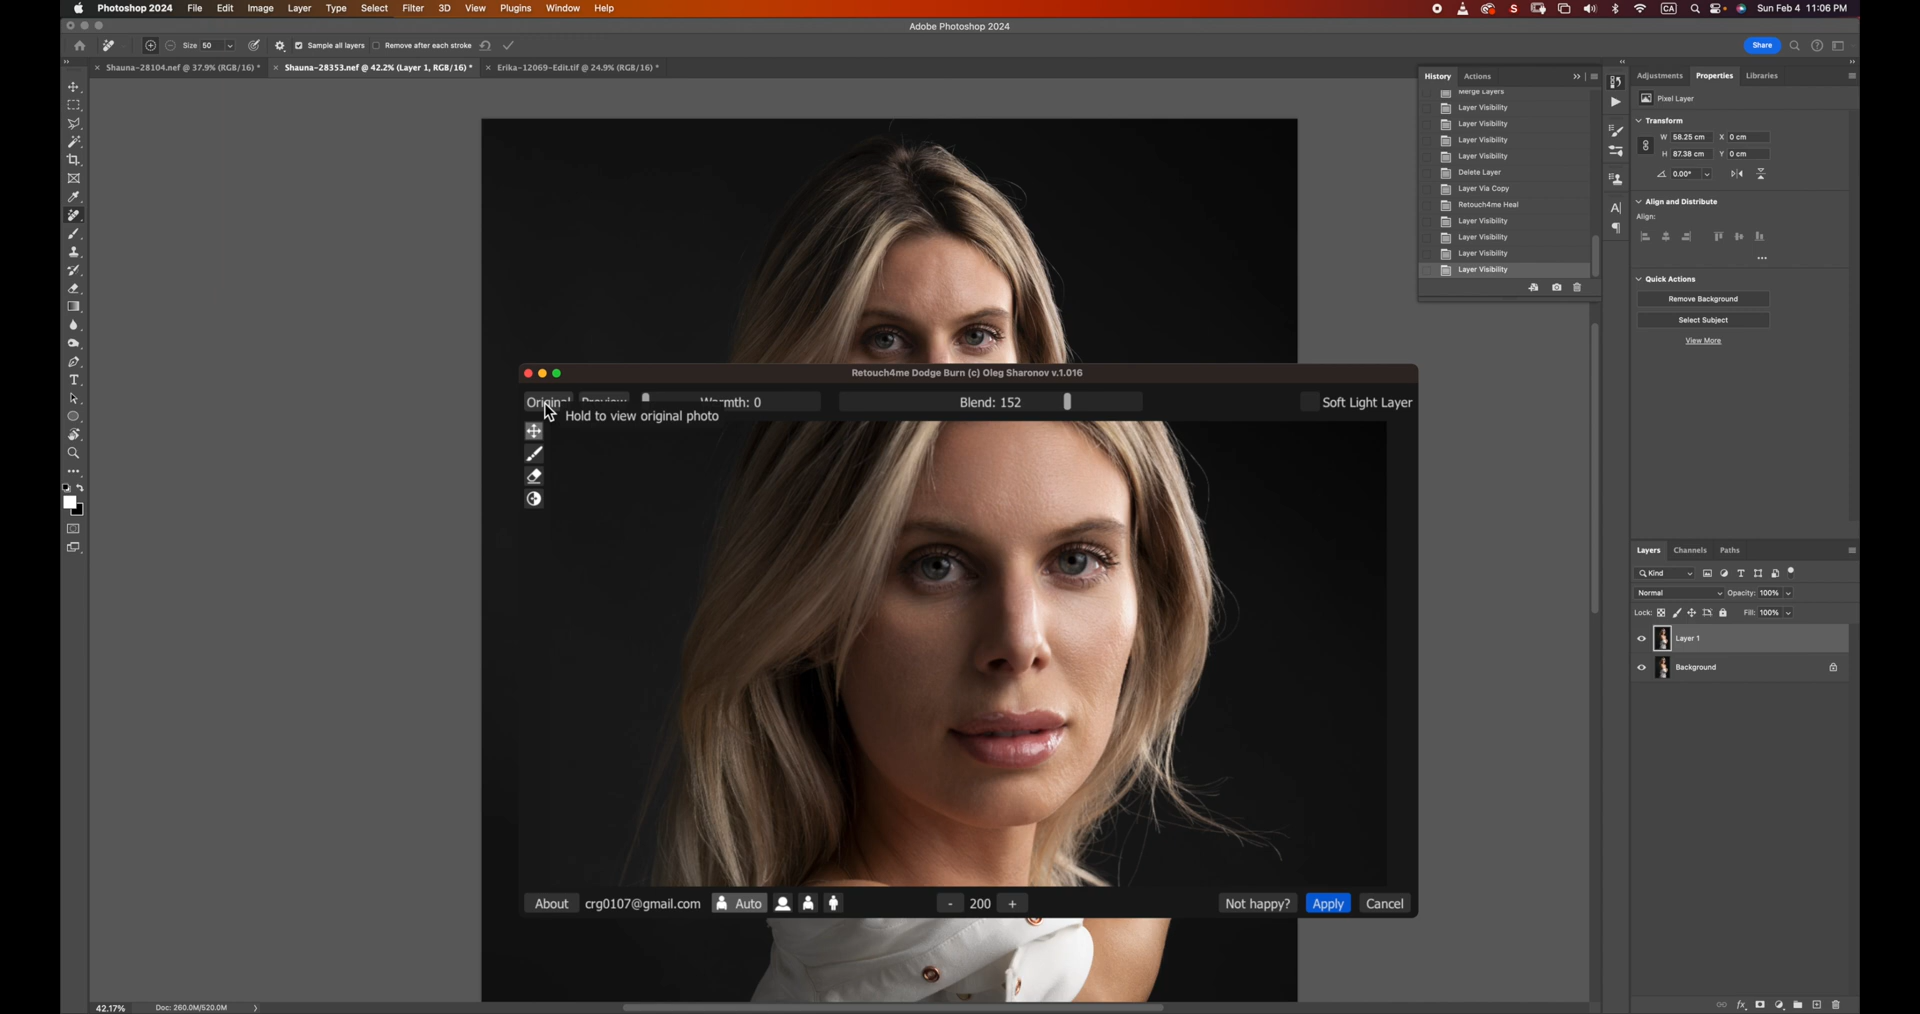 Photoshop 2024 File Edit Image Layer Type Select Filter 3D View Plugins Window Help
CA Sun Feb 4 11:06 PM
Adobe Photoshop 2024
Size 50 Sample all layers Remove after each stroke
Share
Shauna-28104.nef @ 37.9% (RGB/16) *
Shauna-28353.nef @ 42.2% (Layer 1, RGB/16) *
Erika-12069-Edit.tif @ 24.9% (RGB/16) *
History Actions
Merge Layers
Layer Visibility
Layer Visibility
Layer Visibility
Layer Visibility
Delete Layer
Layer Via Copy
Retouch4me Heal
Layer Visibility
Layer Visibility
Layer Visibility
Layer Visibility
Adjustments Properties Libraries
Pixel Layer
Transform
W 58.25 cm X 0 cm
H 87.38 cm Y 0 cm
0.00°
Align and Distribute
Align:
Quick Actions
Remove Background
Select Subject
View More
Retouch4me Dodge Burn (c) Oleg Sharonov v.1.016
Original Preview Warmth: 0 Blend: 152 Soft Light Layer
Hold to view original photo
About crg0107@gmail.com Auto - 200 + Not happy? Apply Cancel
Layers Channels Paths
Kind
Normal Opacity: 100%
Lock: Fill: 100%
Layer 1
Background
42.17% Doc: 260.0M/520.0M